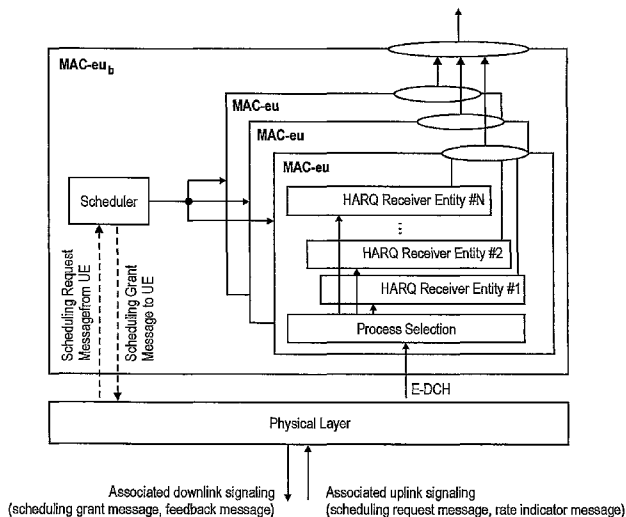 MAC-eu_b
MAC-eu
MAC-eu
MAC-eu
Scheduler
HARQ Receiver Entity #N
⋮
HARQ Receiver Entity #2
HARQ Receiver Entity #1
Process Selection
Scheduling Request
Messagefrom UE
Scheduling Grant
Message to UE
E-DCH
Physical Layer
Associated downlink signaling
(scheduling grant message, feedback message)
Associated uplink signaling
(scheduling request message, rate indicator message)